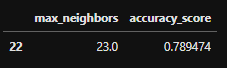 max_neighbors accuracy_score
22 23.0 0.789474